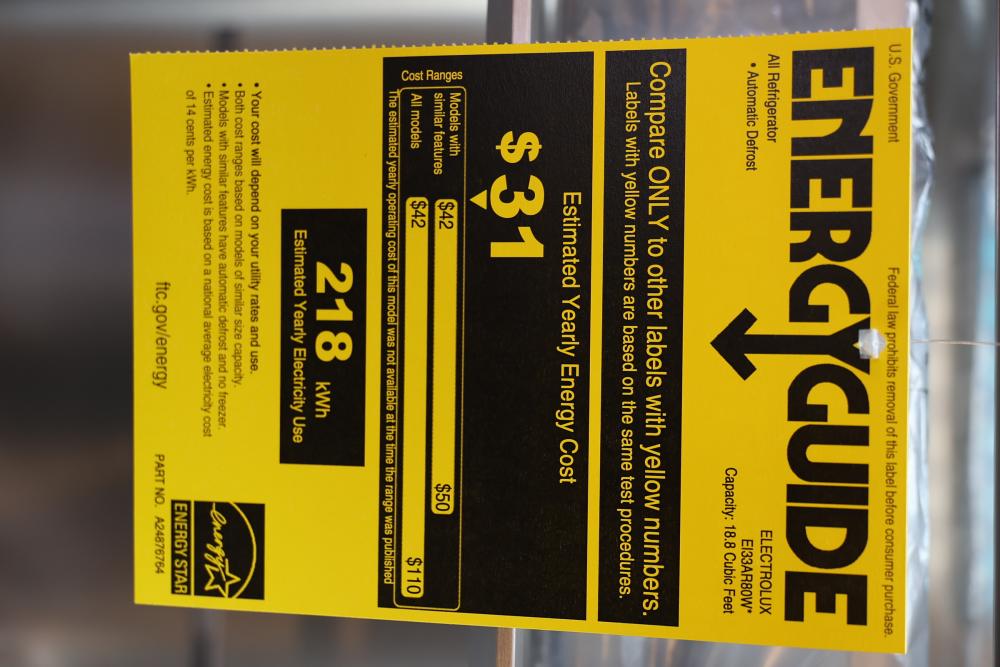 U.S. Government
Federal law prohibits removal of this label before consumer purchase.
ENERGYGUIDE
All Refrigerator
• Automatic Defrost
ELECTROLUX
EI33AR80W*
Capacity: 18.8 Cubic Feet
Compare ONLY to other labels with yellow numbers.
Labels with yellow numbers are based on the same test procedures.
Estimated Yearly Energy Cost
$31
Cost Ranges
Models with
similar features
$42
$50
All models
$42
$110
The estimated yearly operating cost of this model was not available at the time the range was published
218 kWh
Estimated Yearly Electricity Use
• Your cost will depend on your utility rates and use.
• Both cost ranges based on models of similar size capacity.
• Models with similar features have automatic defrost and no freezer.
• Estimated energy cost is based on a national average electricity cost
of 14 cents per kWh.
ftc.gov/energy
PART NO. A24876764
energy
ENERGY STAR